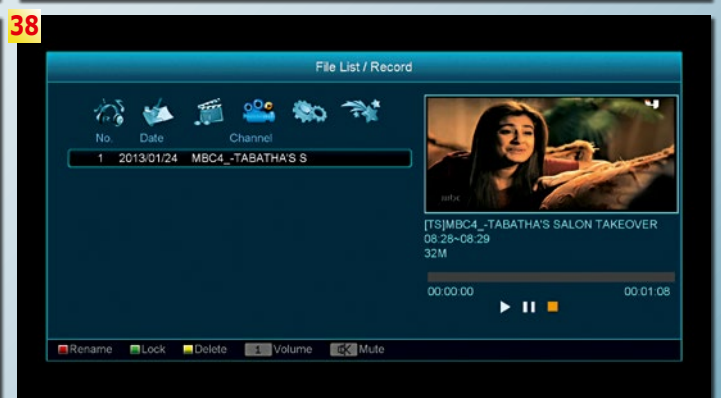 38
File List / Record
No. Date Channel
1 2013/01/24 MBC4_-TABATHA'S S
mbc
[TS]MBC4_-TABATHA'S SALON TAKEOVER
08:28~08:29
32M
00:00:00 00:01:08
Rename Lock Delete 1 Volume Mute